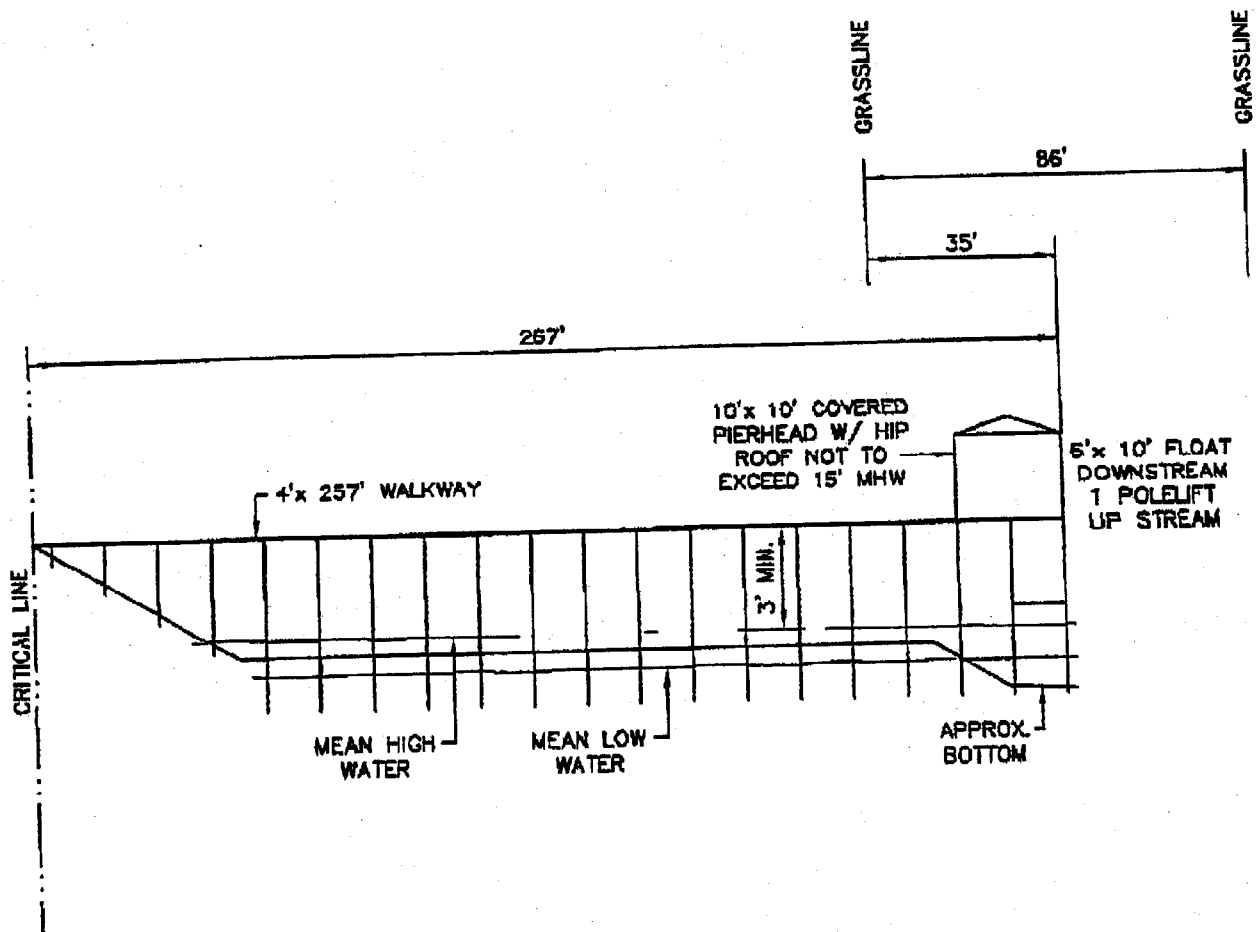 GRASSLINE
GRASSLINE
86'
35'
267'
10'x 10' COVERED
PIERHEAD W/ HIP
ROOF NOT TO
EXCEED 15' MHW
4'x 257' WALKWAY
10' FLOAT
DOWNSTREAM
1 POLELIFT
UP STREAM
3' MIN.
CRITICAL LINE
MEAN HIGH
WATER
MEAN LOW
WATER
APPROX.
BOTTOM